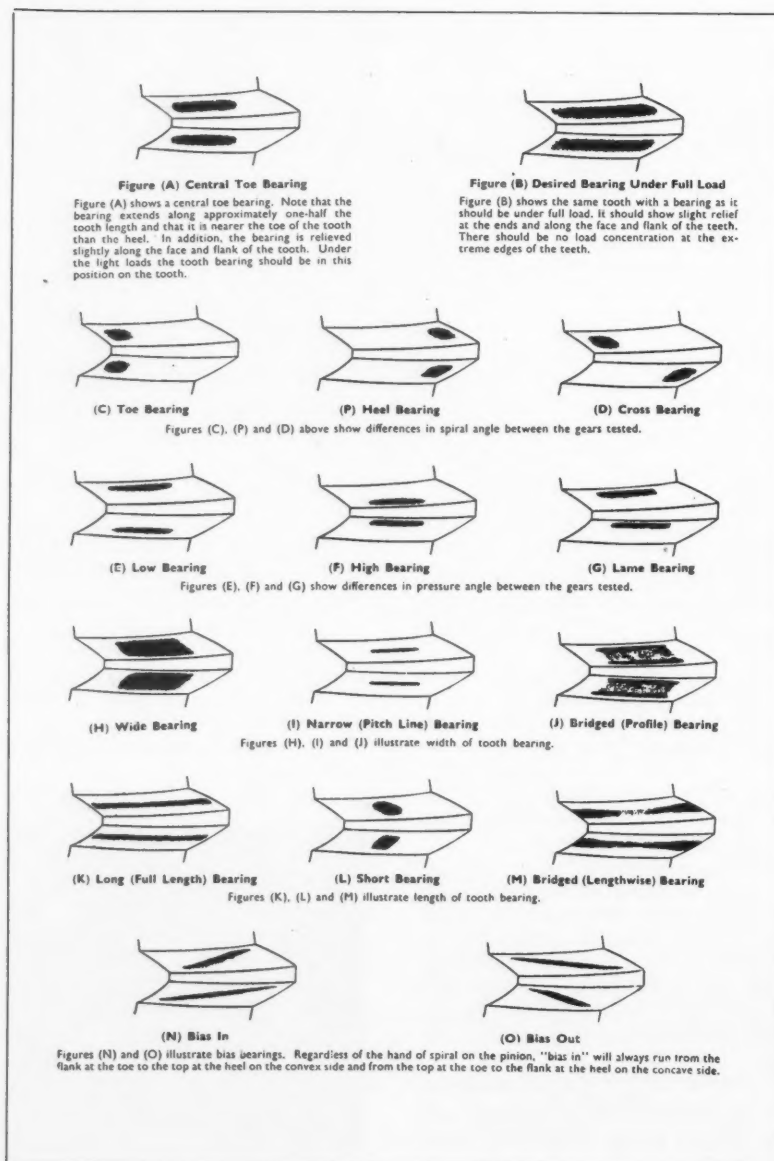 Figure (A) Central Toe Bearing
Figure (A) shows a central toe bearing. Note that the
bearing extends along approximately one-half the
tooth length and that it is nearer the toe of the tooth
than the heel. In addition, the bearing is relieved
slightly along the face and flank of the tooth. Under
the light loads the tooth bearing should be in this
position on the tooth.
Figure (B) Desired Bearing Under Full Load
Figure (B) shows the same tooth with a bearing as it
should be under full load. It should show slight relief
at the ends and along the face and flank of the teeth.
There should be no load concentration at the ex-
treme edges of the teeth.
(C) Toe Bearing
(P) Heel Bearing
(D) Cross Bearing
Figures (C), (P) and (D) above show differences in spiral angle between the gears tested.
(E) Low Bearing
(F) High Bearing
(G) Lame Bearing
Figures (E), (F) and (G) show differences in pressure angle between the gears tested.
(H) Wide Bearing
(I) Narrow (Pitch Line) Bearing
(J) Bridged (Profile) Bearing
Figures (H), (I) and (J) illustrate width of tooth bearing.
(K) Long (Full Length) Bearing
(L) Short Bearing
(M) Bridged (Lengthwise) Bearing
Figures (K), (L) and (M) illustrate length of tooth bearing.
(N) Bias In
(O) Bias Out
Figures (N) and (O) illustrate bias bearings. Regardless of the hand of spiral on the pinion, "bias in" will always run from the
flank at the toe to the top at the heel on the convex side and from the top at the toe to the flank at the heel on the concave side.